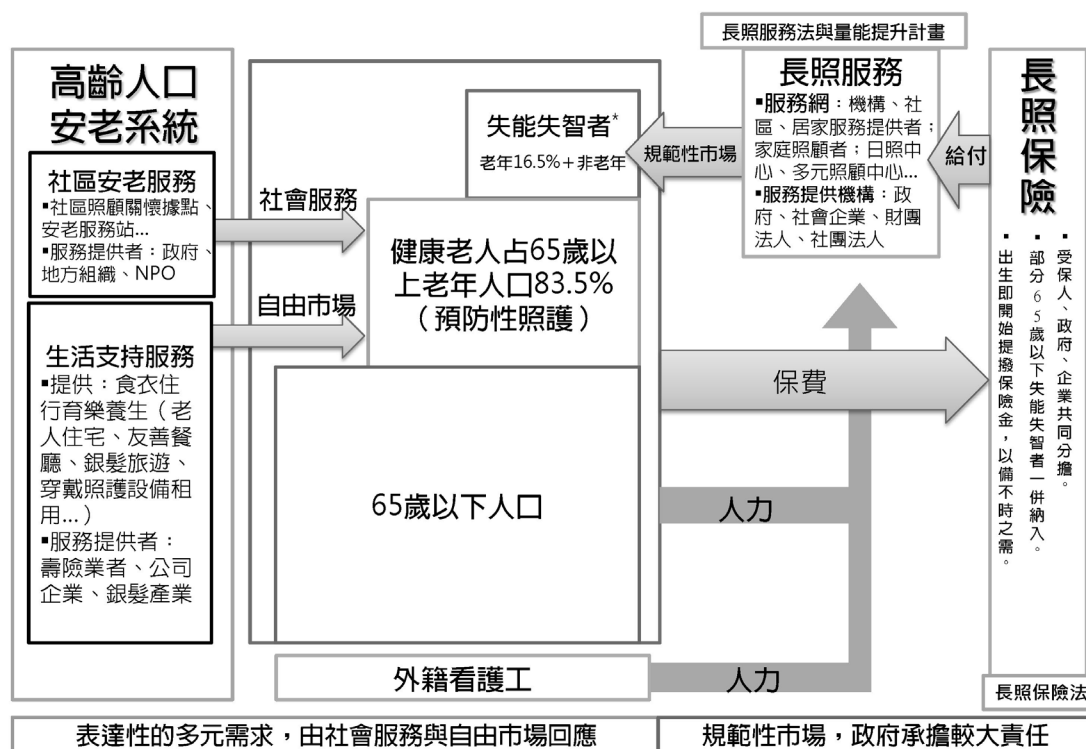 高齡人口
安老系統
社區安老服務
▪社區照顧關懷據點、
安老服務站...
▪服務提供者：政府、
地方組織、NPO
生活支持服務
▪提供：食衣住
行育樂養生（老
人住宅、友善餐
廳、銀髮旅遊、
穿戴照護設備租
用...）
▪服務提供者：
壽險業者、公司
企業、銀髮產業
社會服務
自由市場
失能失智者*
老年16.5%＋非老年
健康老人占65歲以
上老年人口83.5%
（預防性照護）
65歲以下人口
外籍看護工
規範性市場
長照服務法與量能提升計畫
長照服務
▪服務網：機構、社
區、居家服務提供者；
家庭照顧者；日照中
心、多元照顧中心...
▪服務提供機構：政
府、社會企業、財團
法人、社團法人
給付
保費
人力
人力
長照保險
▪受保人、政府、企業共同分擔。
▪部分65歲以下失能失智者一併納入。
▪出生即開始提撥保險金，以備不時之需。
長照保險法
表達性的多元需求，由社會服務與自由市場回應
規範性市場，政府承擔較大責任